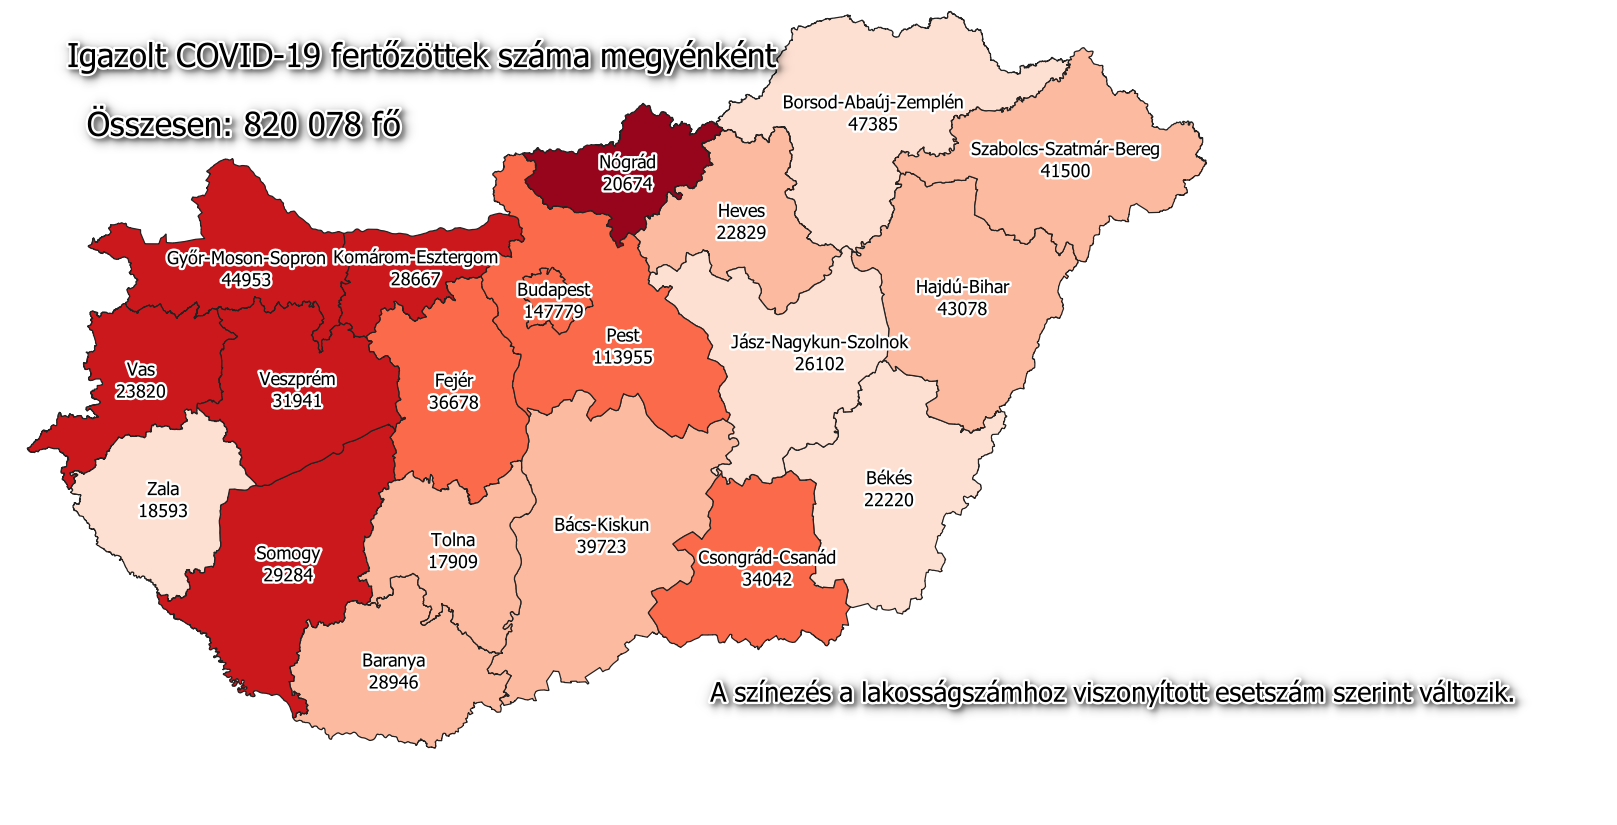 Igazolt COVID-19 fertőzöttek száma megyénként
Összesen: 820 078 fő
Borsod-Abaúj-Zemplén
47385
Szabolcs-Szatmár-Bereg
41500
Nógrád
20674
Heves
22829
Győr-Moson-Sopron
44953
Komárom-Esztergom
28667
Budapest
147779
Hajdú-Bihar
43078
Pest
113955
Jász-Nagykun-Szolnok
26102
Vas
23820
Veszprém
31941
Fejér
36678
Zala
18593
Békés
22220
Bács-Kiskun
39723
Tolna
17909
Somogy
29284
Csongrád-Csanád
34042
Baranya
28946
A színezés a lakosságszámhoz viszonyított esetszám szerint változik.